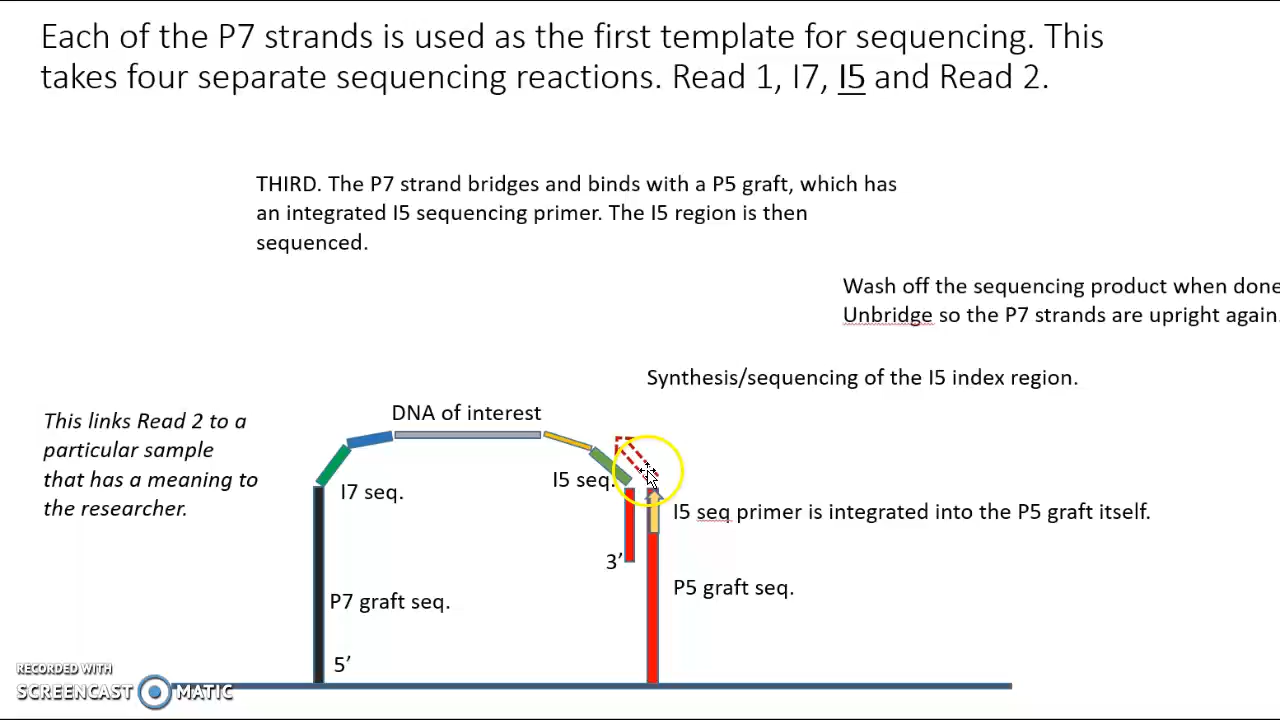 Each of the P7 strands is used as the first template for sequencing. This
takes four separate sequencing reactions. Read 1, I7, I5 and Read 2.
THIRD. The P7 strand bridges and binds with a P5 graft, which has
an integrated I5 sequencing primer. The I5 region is then
sequenced.
Wash off the sequencing product when done
Unbridge so the P7 strands are upright again.
Synthesis/sequencing of the I5 index region.
This links Read 2 to a
particular sample
that has a meaning to
the researcher.
DNA of interest
I7 seq.
I5 seq.
I5 seq primer is integrated into the P5 graft itself.
3’
P5 graft seq.
P7 graft seq.
5’
RECORDED WITH
SCREENCAST MATIC